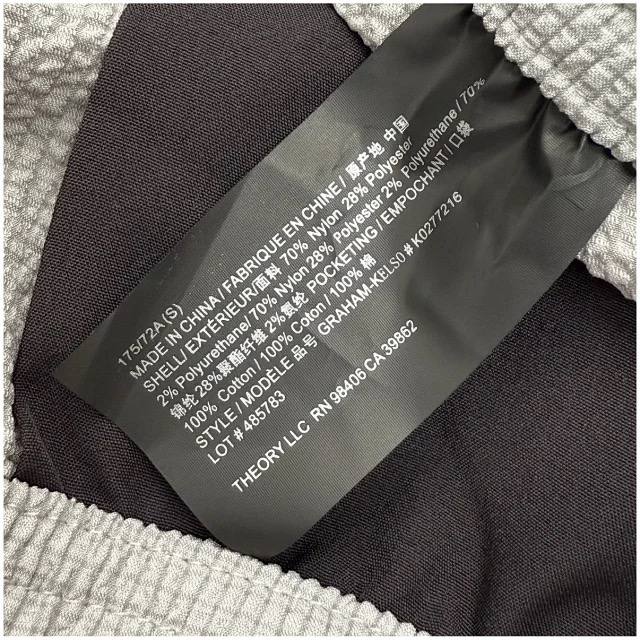 175/72A (S)
MADE IN CHINA / FABRIQUE EN CHINE / 原产地 中国
SHELL / EXTÉRIEUR/面料 70% Nylon 28% Polyester
2% Polyurethane/ 70% Nylon 28% Polyester 2% Polyurethane / 70%
锦纶 28%聚酯纤维 2%氨纶 POCKETING / EMPOCHANT / 口袋
100% Cotton / 100% Coton / 100% 棉
STYLE / MODÈLE 品号 GRAHAM-KELSO # K0277216
LOT # 485783
THEORY LLC RN 98406 CA 39862